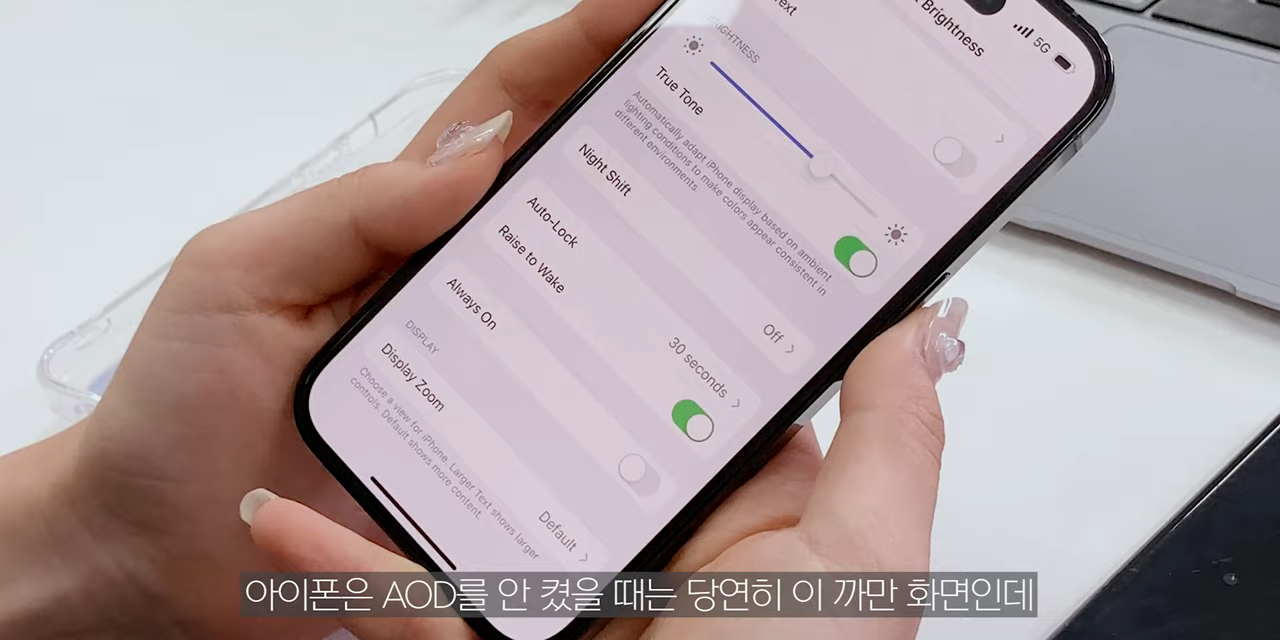 Brightness
5G
Text
BRIGHTNESS
True Tone
Automatically adapt iPhone display based on ambient
lighting conditions to make colors appear consistent in
different environments.
Night Shift
Off
Auto-Lock
30 seconds
Raise to Wake
Always On
DISPLAY
Display Zoom
Default
Choose a view for iPhone. Larger Text shows larger
controls. Default shows more content.
아이폰은 AOD를 안 켰을 때는 당연히 이 까만 화면인데